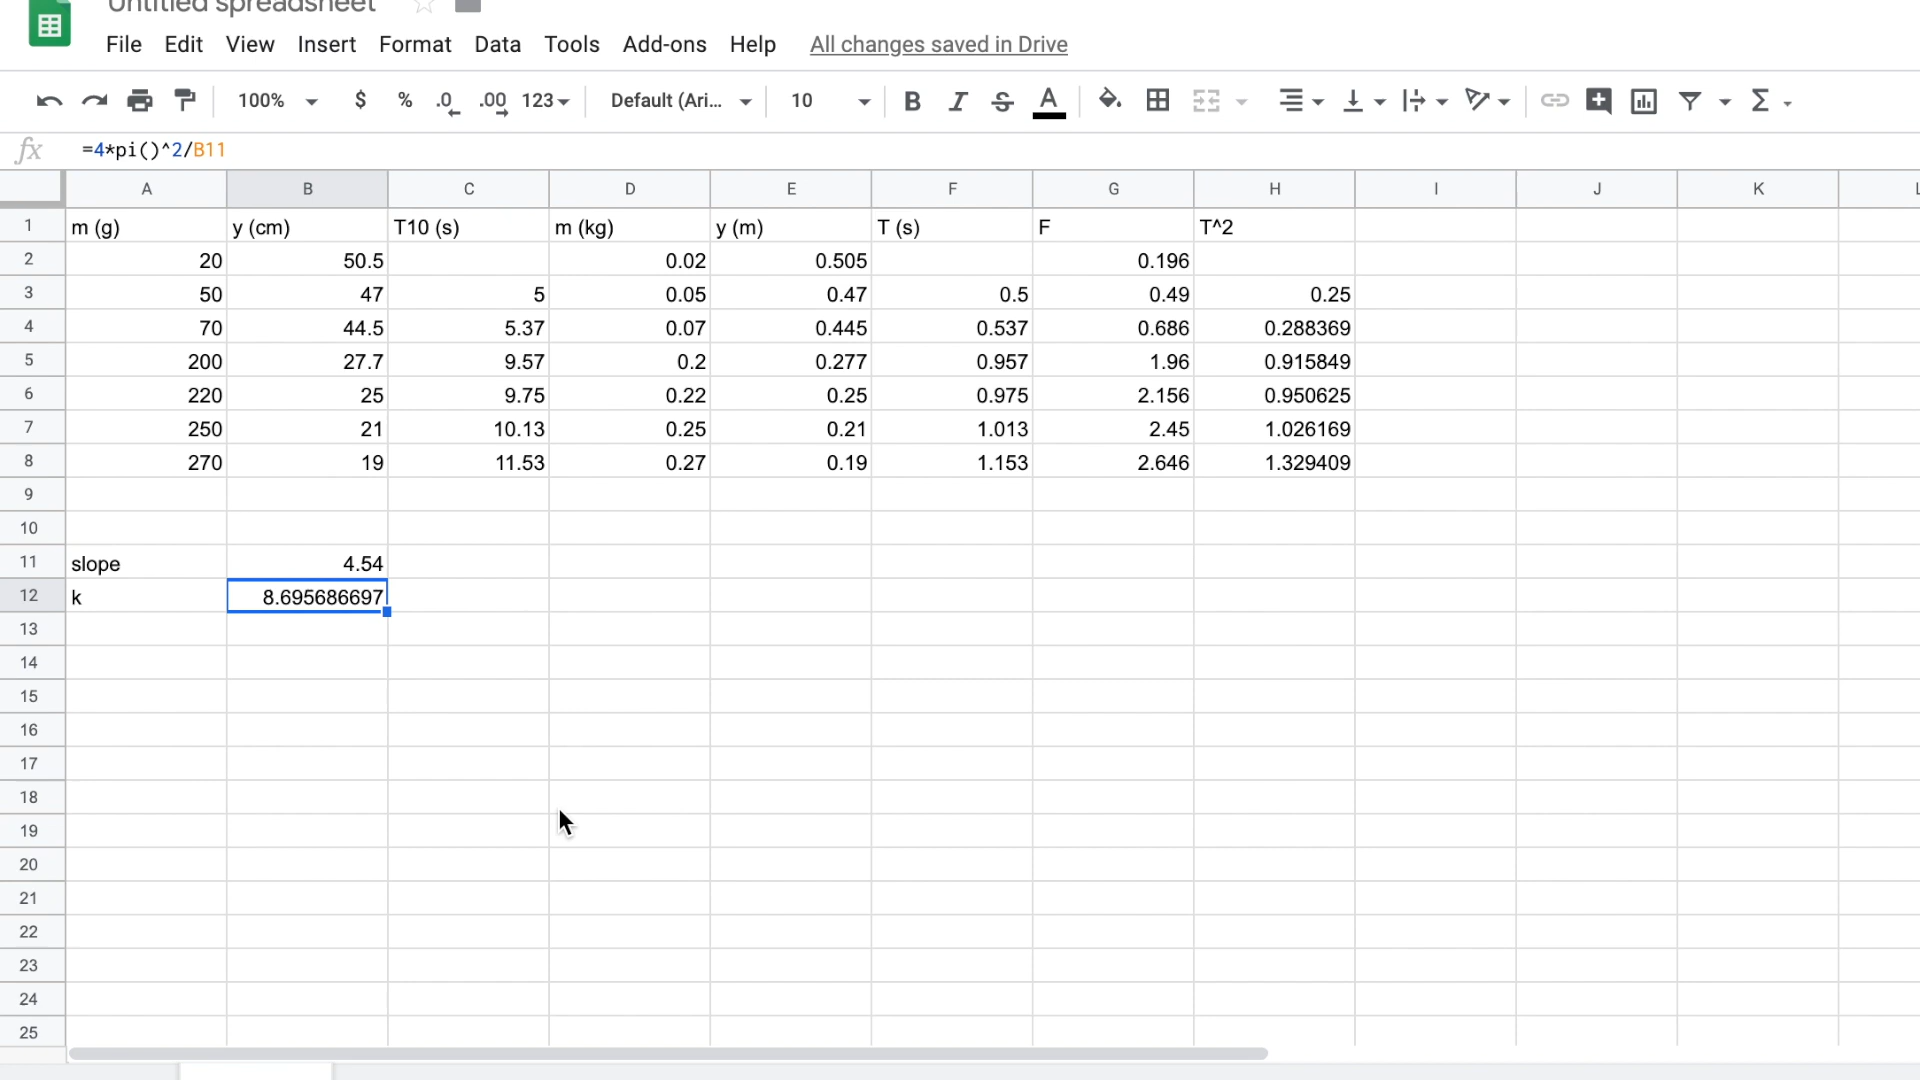 Untitled spreadsheet
File Edit View Insert Format Data Tools Add-ons Help All changes saved in Drive
100% $ % .0 .00 123 Default (Ari... 10 B I S A Σ
fx =4*pi()^2/B11
A B C D E F G H I J K L
1 m (g) y (cm) T10 (s) m (kg) y (m) T (s) F T^2
2 20 50.5 0.02 0.505 0.196
3 50 47 5 0.05 0.47 0.5 0.49 0.25
4 70 44.5 5.37 0.07 0.445 0.537 0.686 0.288369
5 200 27.7 9.57 0.2 0.277 0.957 1.96 0.915849
6 220 25 9.75 0.22 0.25 0.975 2.156 0.950625
7 250 21 10.13 0.25 0.21 1.013 2.45 1.026169
8 270 19 11.53 0.27 0.19 1.153 2.646 1.329409
9
10
11 slope 4.54
12 k 8.695686697
13
14
15
16
17
18
19
20
21
22
23
24
25